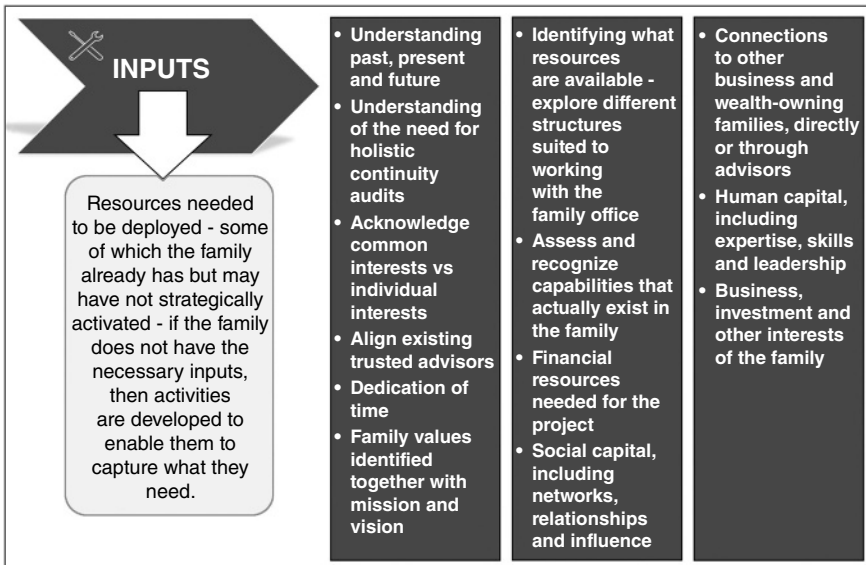 INPUTS
Resources needed
to be deployed - some
of which the family
already has but may
have not strategically
activated - if the family
does not have the
necessary inputs,
then activities
are developed to
enable them to
capture what they
need.
• Understanding
past, present
and future
• Understanding
of the need for
holistic
continuity
audits
• Acknowledge
common
interests vs
individual
interests
• Align existing
trusted advisors
• Dedication of
time
• Family values
identified
together with
mission and
vision
• Identifying what
resources
are available -
explore different
structures
suited to
working
with the
family office
• Assess and
recognize
capabilities that
actually exist in
the family
• Financial
resources
needed for the
project
• Social capital,
including
networks,
relationships
and influence
• Connections
to other
business and
wealth-owning
families, directly
or through
advisors
• Human capital,
including
expertise, skills
and leadership
• Business,
investment and
other interests
of the family